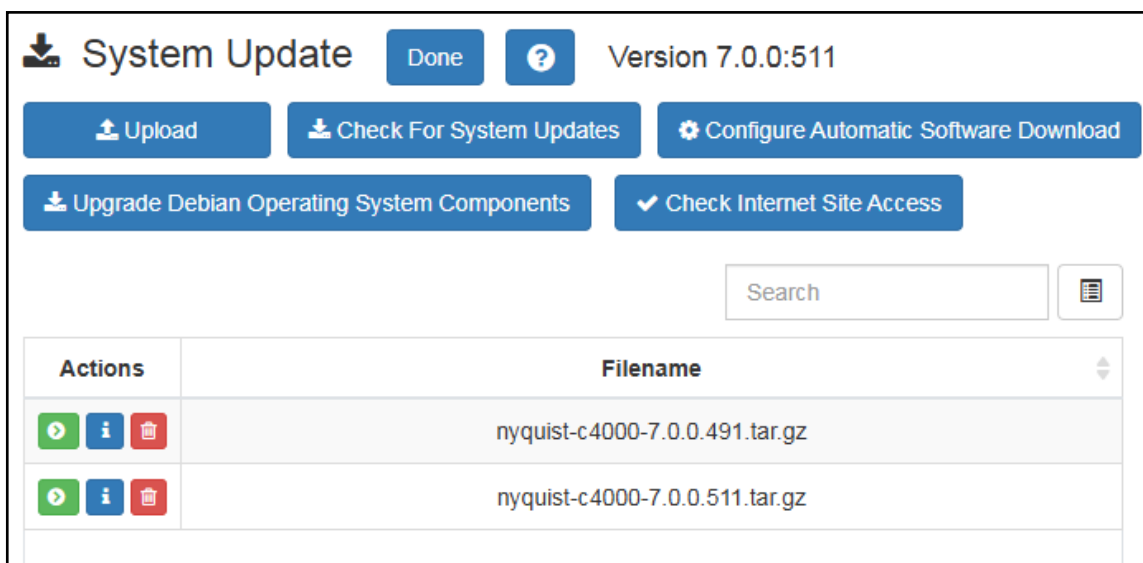 System Update Done Version 7.0.0:511
Upload Check For System Updates Configure Automatic Software Download
Upgrade Debian Operating System Components Check Internet Site Access
Search
Actions Filename
nyquist-c4000-7.0.0.491.tar.gz
nyquist-c4000-7.0.0.511.tar.gz